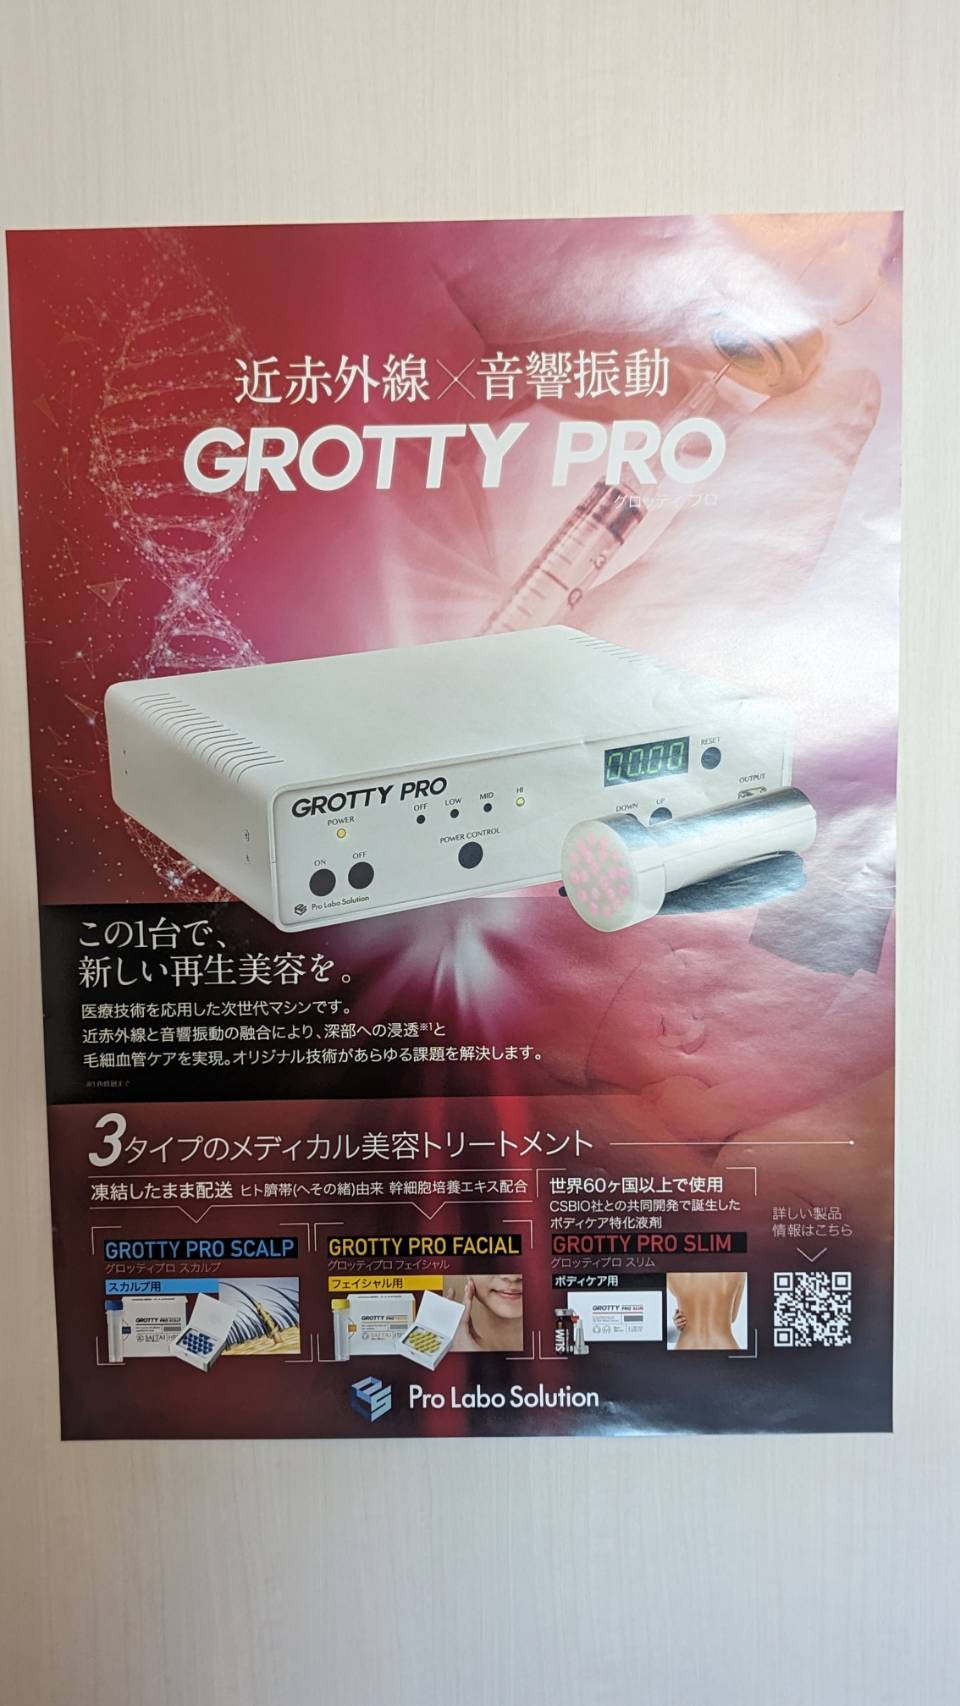 近赤外線×音響振動
GROTTY PRO
グロッティ プロ
GROTTY PRO
POWER
OFF
LOW
MID
HI
RESET
OUTPUT
DOWN
UP
ON
OFF
POWER CONTROL
Pro Labo Solution
この1台で、
新しい再生美容を。
医療技術を応用した次世代マシンです。
近赤外線と音響振動の融合により、深部への浸透※1と
毛細血管ケアを実現。オリジナル技術があらゆる課題を解決します。
※1 角質層まで
3タイプのメディカル美容トリートメント
凍結したまま配送 ヒト臍帯(へその緒)由来 幹細胞培養エキス配合
世界60ヶ国以上で使用
CSBIO社との共同開発で誕生した
ボディケア特化液剤
GROTTY PRO SCALP
グロッティプロ スカルプ
スカルプ用
GROTTY PRO SCALP
GROTTY PRO FACIAL
グロッティプロ フェイシャル
フェイシャル用
GROTTY
GROTTY PRO SLIM
グロッティプロ スリム
ボディケア用
GROTTY PRO SLIM
詳しい製品
情報はこちら
Pro Labo Solution